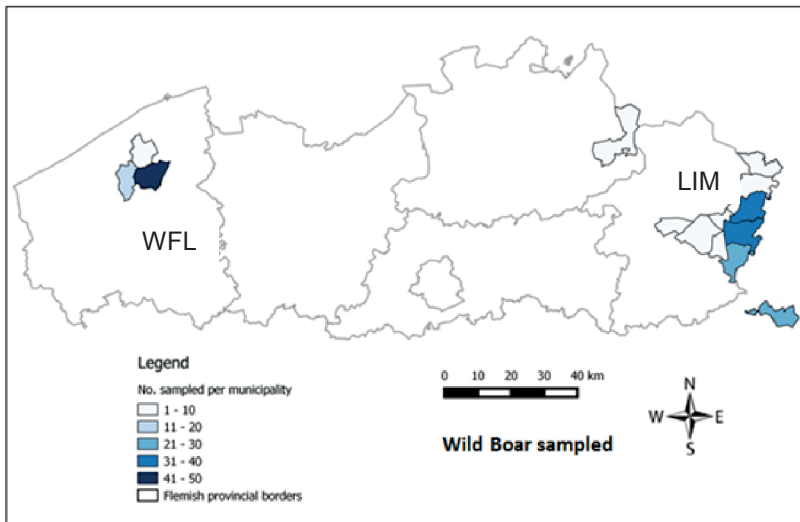 LIM
WFL
Legend
No. sampled per municipality
1 - 10
11 - 20
21 - 30
31 - 40
41 - 50
Flemish provincial borders
0 10 20 30 40 km
Wild Boar sampled
N
W E
S